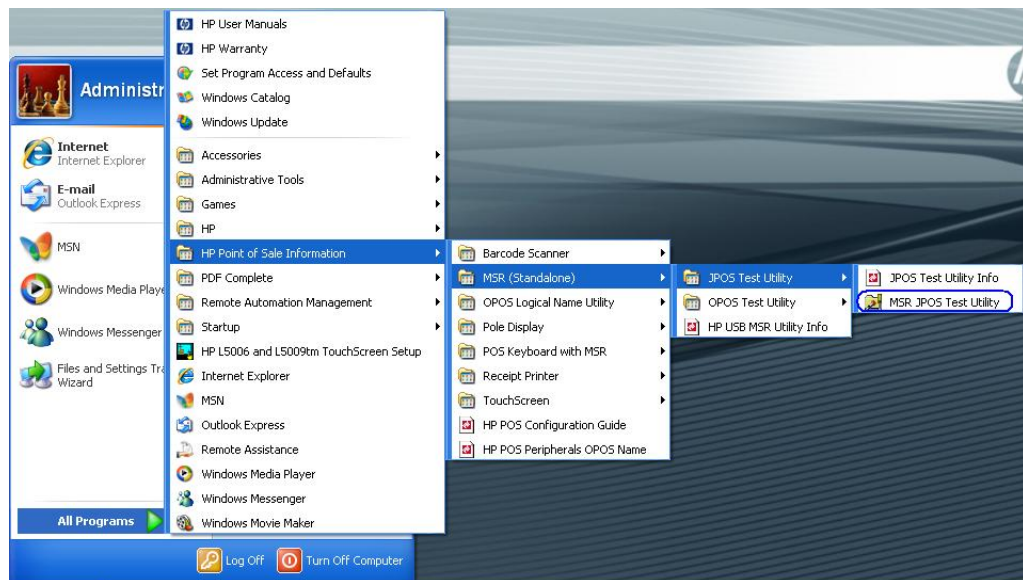 Administr
Internet
Internet Explorer
E-mail
Outlook Express
MSN
Windows Media Playe
Windows Messenger
Files and Settings Tra
Wizard
All Programs
Log Off
Turn Off Computer
HP User Manuals
HP Warranty
Set Program Access and Defaults
Windows Catalog
Windows Update
Accessories
Administrative Tools
Games
HP
HP Point of Sale Information
PDF Complete
Remote Automation Management
Startup
HP L5006 and L5009tm TouchScreen Setup
Internet Explorer
MSN
Outlook Express
Remote Assistance
Windows Media Player
Windows Messenger
Windows Movie Maker
Barcode Scanner
MSR (Standalone)
OPOS Logical Name Utility
Pole Display
POS Keyboard with MSR
Receipt Printer
TouchScreen
HP POS Configuration Guide
HP POS Peripherals OPOS Name
JPOS Test Utility
OPOS Test Utility
HP USB MSR Utility Info
JPOS Test Utility Info
MSR JPOS Test Utility